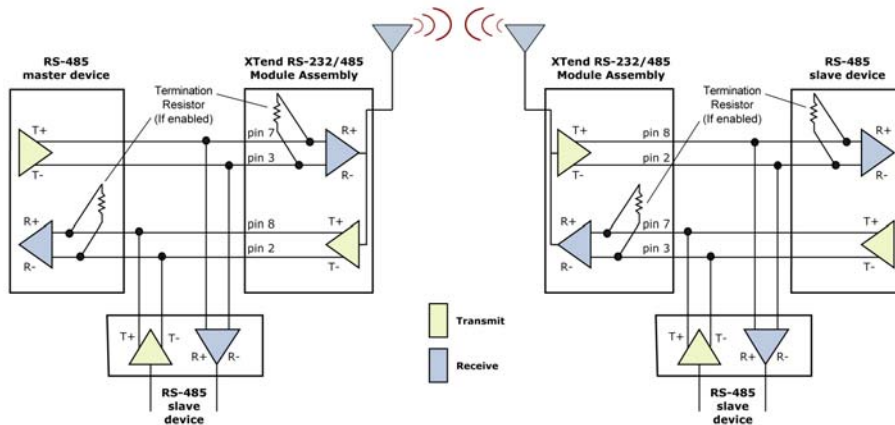 RS-485
master device
XTend RS-232/485
Module Assembly
Termination
Resistor
(If enabled)
T+
T-
R+
R-
pin 7
pin 3
pin 8
pin 2
R+
R-
T+
T-
T+
T-
R+
R-
RS-485
slave
device
Transmit
Receive
XTend RS-232/485
Module Assembly
RS-485
slave device
Termination
Resistor
(If enabled)
T+
T-
R+
R-
pin 8
pin 2
pin 7
pin 3
R+
R-
T+
T-
T+
T-
R+
R-
RS-485
slave
device